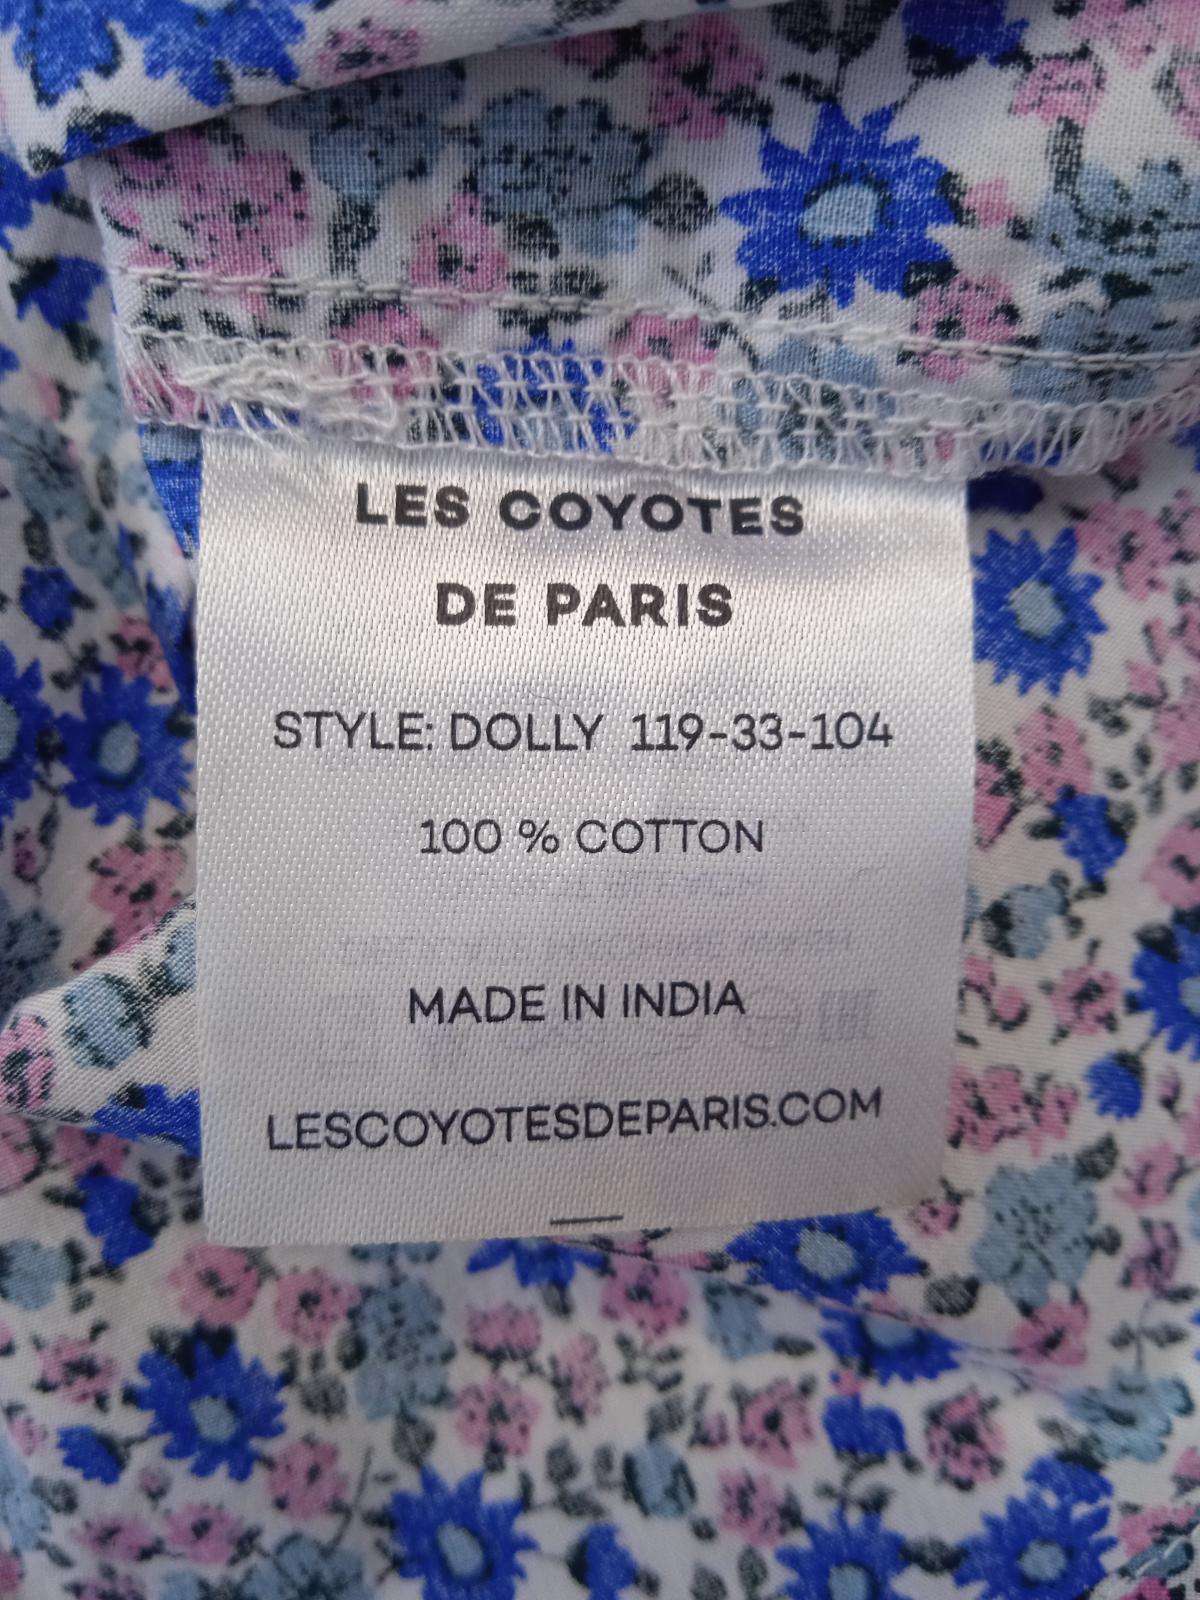 LES COYOTES
DE PARIS
STYLE: DOLLY 119-33-104
100 % COTTON
MADE IN INDIA
LESCOYOTESDEPARIS.COM